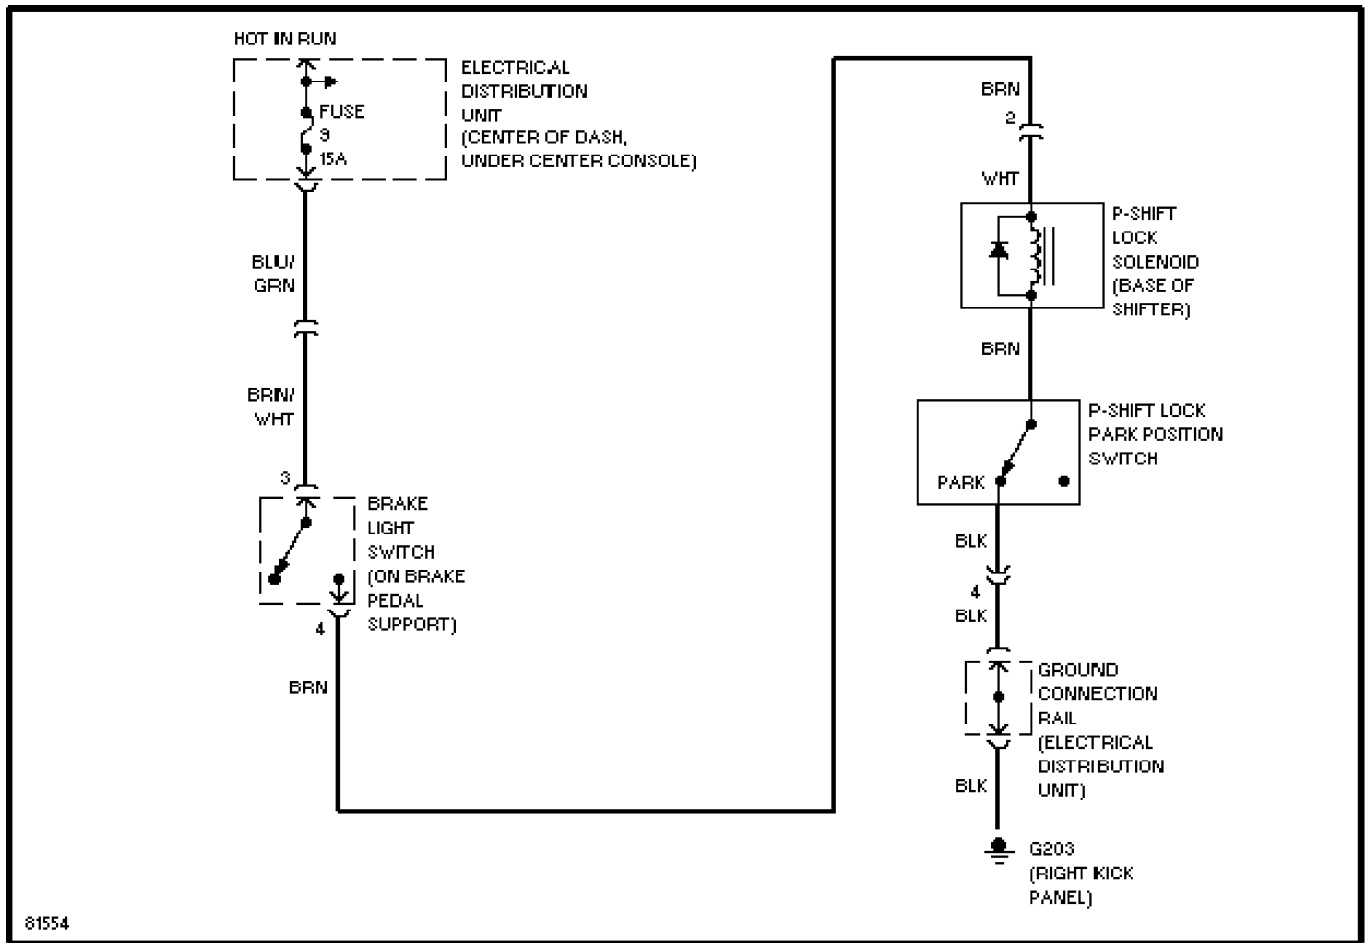 HOT IN RUN
ELECTRICAL
DISTRIBUTION
UNIT
(CENTER OF DASH,
UNDER CENTER CONSOLE)
FUSE
9
15A
BLU/
GRN
BRN/
WHT
3
BRAKE
LIGHT
SWITCH
(ON BRAKE
PEDAL
SUPPORT)
4
BRN
BRN
2
WHT
P-SHIFT
LOCK
SOLENOID
(BASE OF
SHIFTER)
BRN
P-SHIFT LOCK
PARK POSITION
SWITCH
PARK
BLK
4
BLK
GROUND
CONNECTION
RAIL
(ELECTRICAL
DISTRIBUTION
UNIT)
BLK
G203
(RIGHT KICK
PANEL)
81554